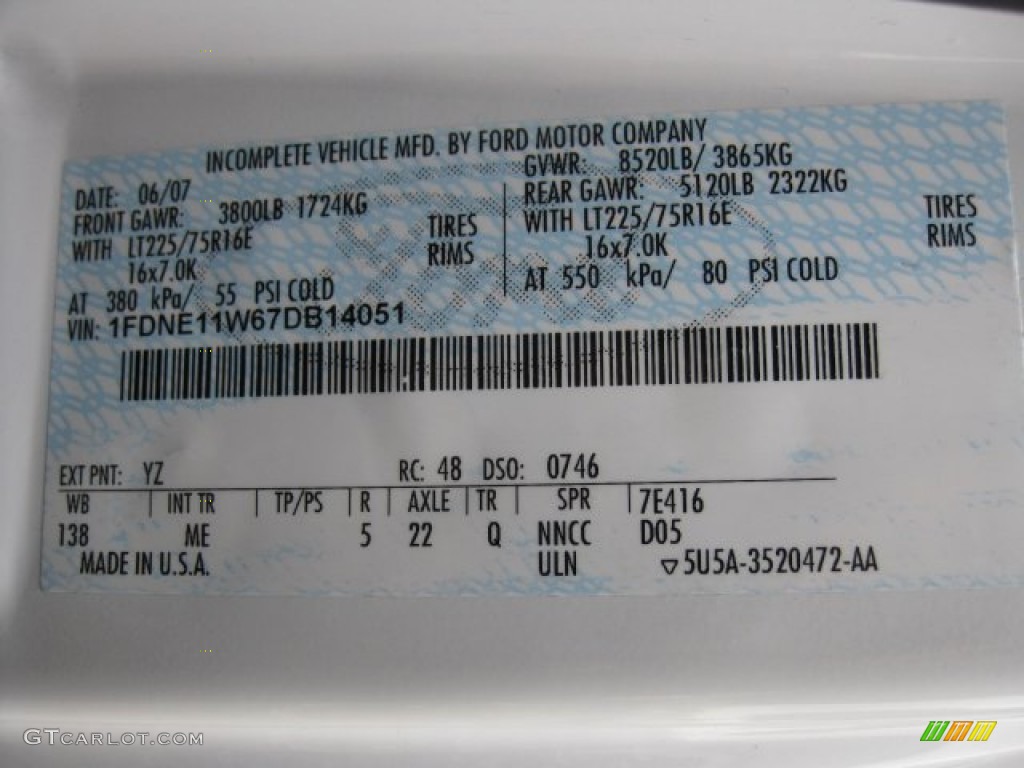 INCOMPLETE VEHICLE MFD. BY FORD MOTOR COMPANY
DATE: 06/07
GVWR: 8520LB/ 3865KG
FRONT GAWR: 3800LB 1724KG
WITH LT225/75R16E TIRES
16x7.0K RIMS
AT 380 kPa/ 55 PSI COLD
REAR GAWR: 5120LB 2322KG
WITH LT225/75R16E TIRES
16x7.0K RIMS
AT 550 kPa/ 80 PSI COLD
VIN: 1FDNE11W67DB14051
EXT PNT: YZ RC: 48 DSO: 0746
WB INT TR TP/PS R AXLE TR SPR 7E416
138 ME 5 22 Q NNCC D05
MADE IN U.S.A. ULN ▽5U5A-3520472-AA
GTCARLOT.COM